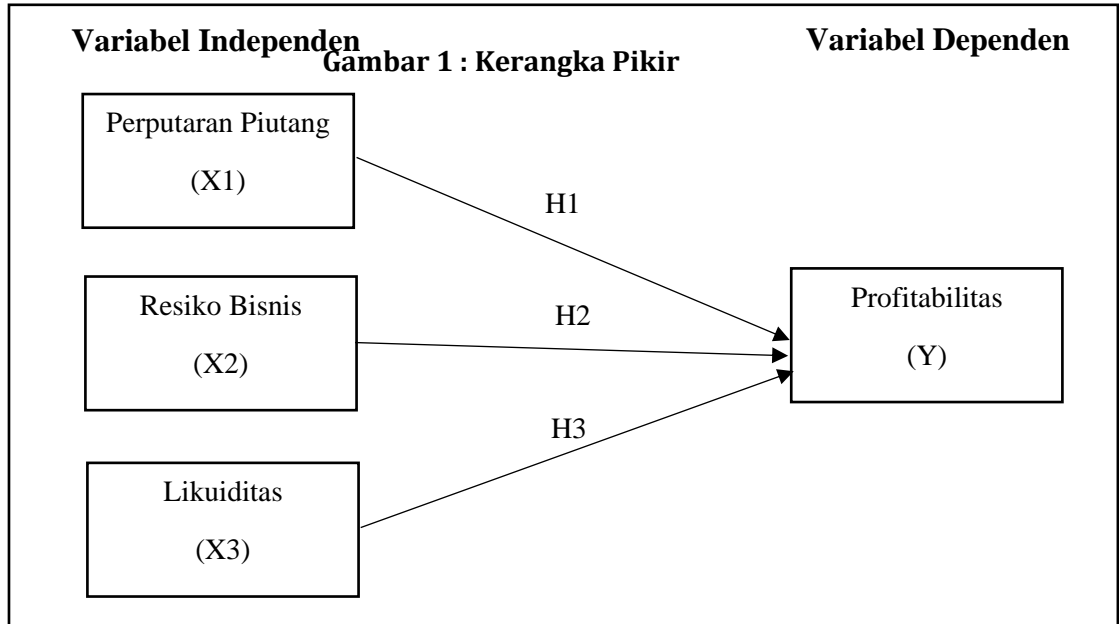 Variabel Independen
Variabel Dependen
Gambar 1 : Kerangka Pikir
Perputaran Piutang
(X1)
H1
Resiko Bisnis
(X2)
H2
Profitabilitas
(Y)
H3
Likuiditas
(X3)